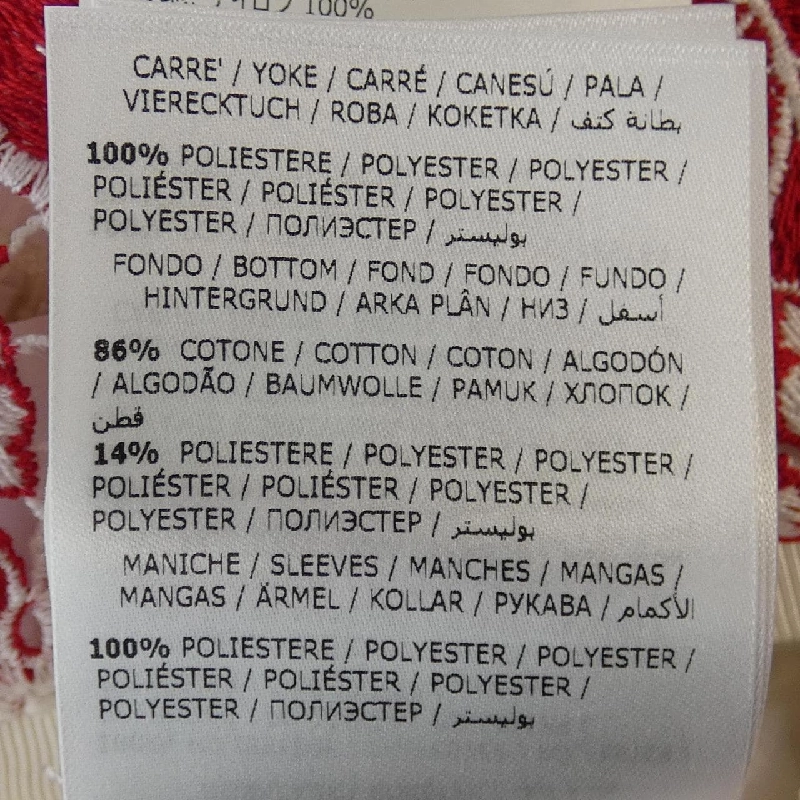 100%
CARRE' / YOKE / CARRÉ / CANESÚ / PALA /
VIERECKTUCH / ROBA / KOKETKA / بطانة كتف
100% POLIESTERE / POLYESTER / POLYESTER /
POLIÉSTER / POLIÉSTER / POLYESTER /
POLYESTER / ПОЛИЭСТЕР / بوليستر
FONDO / BOTTOM / FOND / FONDO / FUNDO /
HINTERGRUND / ARKA PLÂN / НИЗ / أسفل
86% COTONE / COTTON / COTON / ALGODÓN
/ ALGODÃO / BAUMWOLLE / PAMUK / ХЛОПОК /
قطن
14% POLIESTERE / POLYESTER / POLYESTER /
POLIÉSTER / POLIÉSTER / POLYESTER /
POLYESTER / ПОЛИЭСТЕР / بوليستر
MANICHE / SLEEVES / MANCHES / MANGAS /
MANGAS / ÄRMEL / KOLLAR / РУКАВА / الأكمام
100% POLIESTERE / POLYESTER / POLYESTER /
POLIÉSTER / POLIÉSTER / POLYESTER /
POLYESTER / ПОЛИЭСТЕР / بوليستر